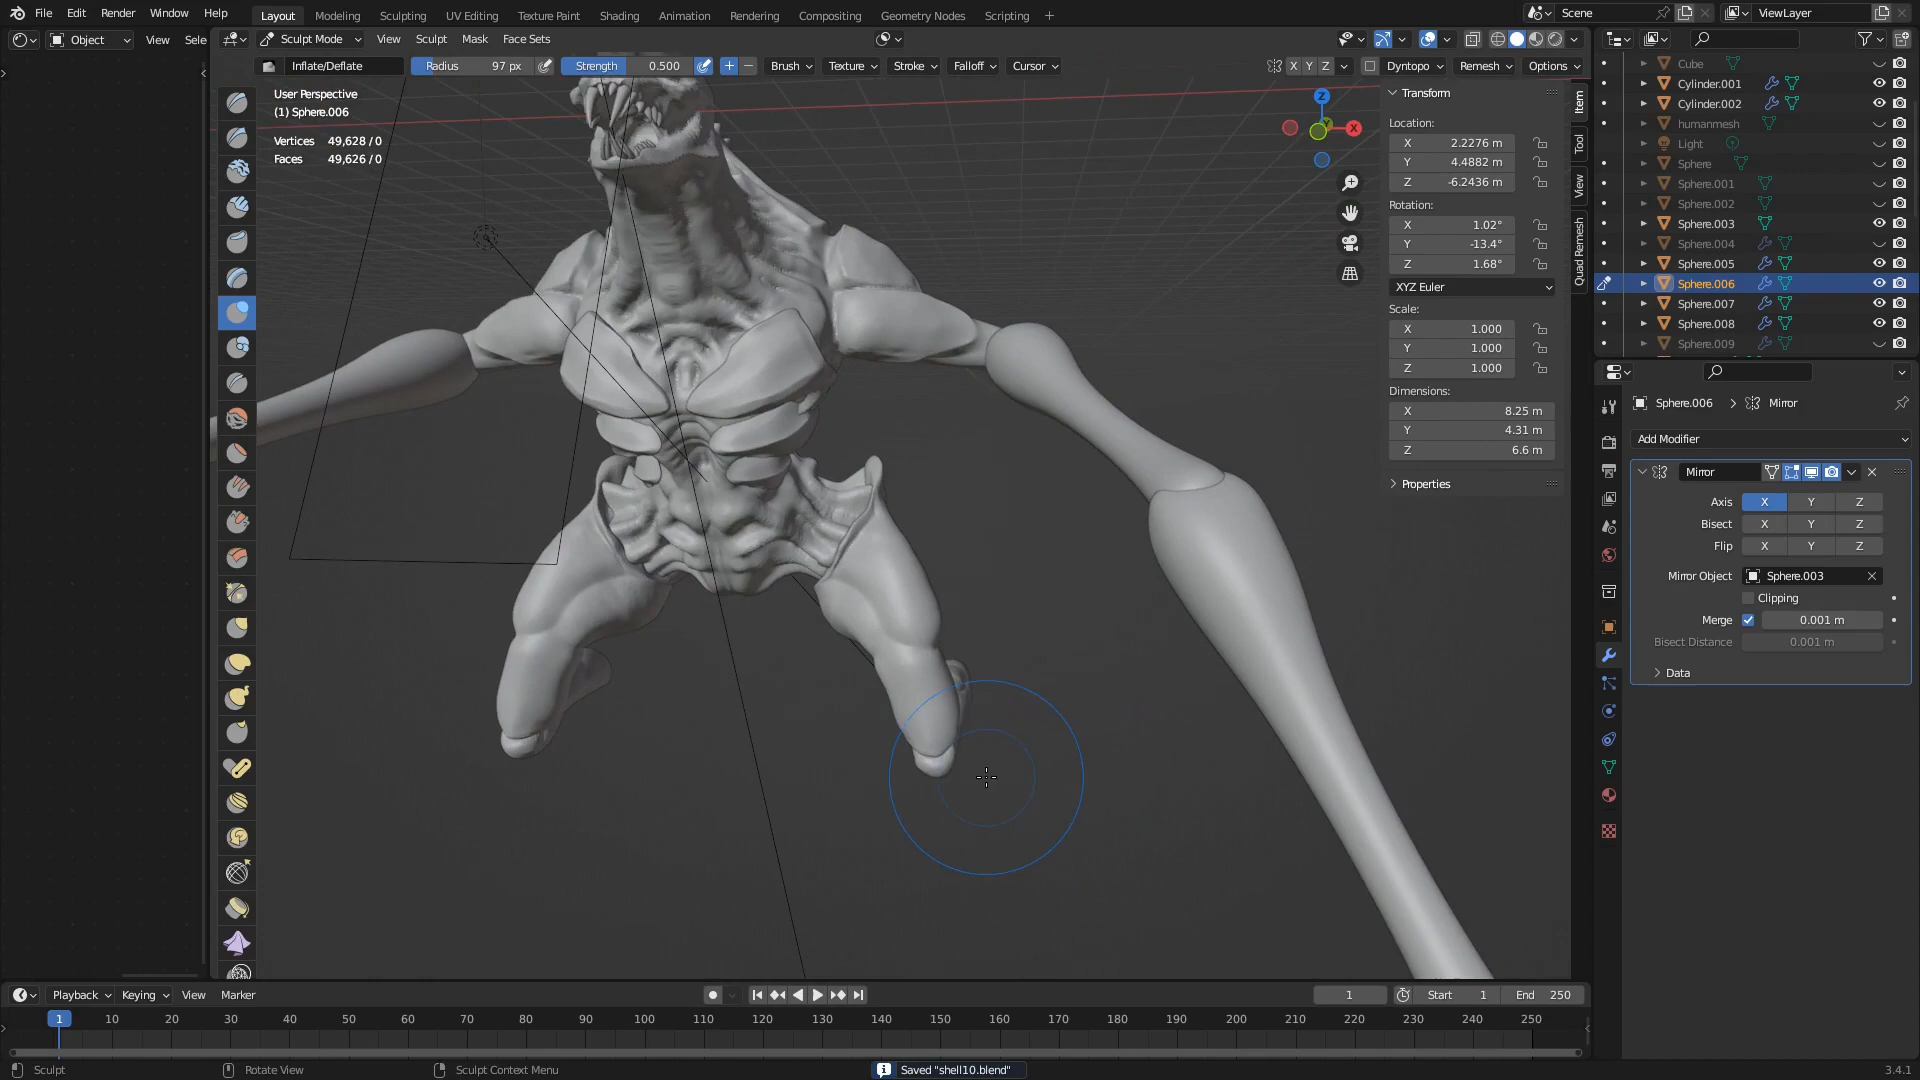 File Edit Render Window Help Layout Modeling Sculpting UV Editing Texture Paint Shading Animation Rendering Compositing Geometry Nodes Scripting + Scene ViewLayer
Object View Sele Sculpt Mode View Sculpt Mask Face Sets
Inflate/Deflate Radius 97 px Strength 0.500 + − Brush Texture Stroke Falloff Cursor X Y Z Dyntopo Remesh Options
User Perspective
(1) Sphere.006
Vertices 49,628 / 0
Faces 49,626 / 0
Z
X
Transform
Location:
X 2.2276 m
Y 4.4882 m
Z -6.2436 m
Rotation:
X 1.02°
Y -13.4°
Z 1.68°
XYZ Euler
Scale:
X 1.000
Y 1.000
Z 1.000
Dimensions:
X 8.25 m
Y 4.31 m
Z 6.6 m
Properties
Item
Tool
View
Quad Remesh
Cube
Cylinder.001
Cylinder.002
humanmesh
Light
Sphere
Sphere.001
Sphere.002
Sphere.003
Sphere.004
Sphere.005
Sphere.006
Sphere.007
Sphere.008
Sphere.009
Sphere.006 > Mirror
Add Modifier
Mirror
Axis X Y Z
Bisect X Y Z
Flip X Y Z
Mirror Object Sphere.003
Clipping
Merge 0.001 m
Bisect Distance 0.001 m
Data
Playback Keying View Marker 1 Start 1 End 250
1 10 20 30 40 50 60 70 80 90 100 110 120 130 140 150 160 170 180 190 200 210 220 230 240 250
Sculpt Rotate View Sculpt Context Menu Saved "shell10.blend" 3.4.1